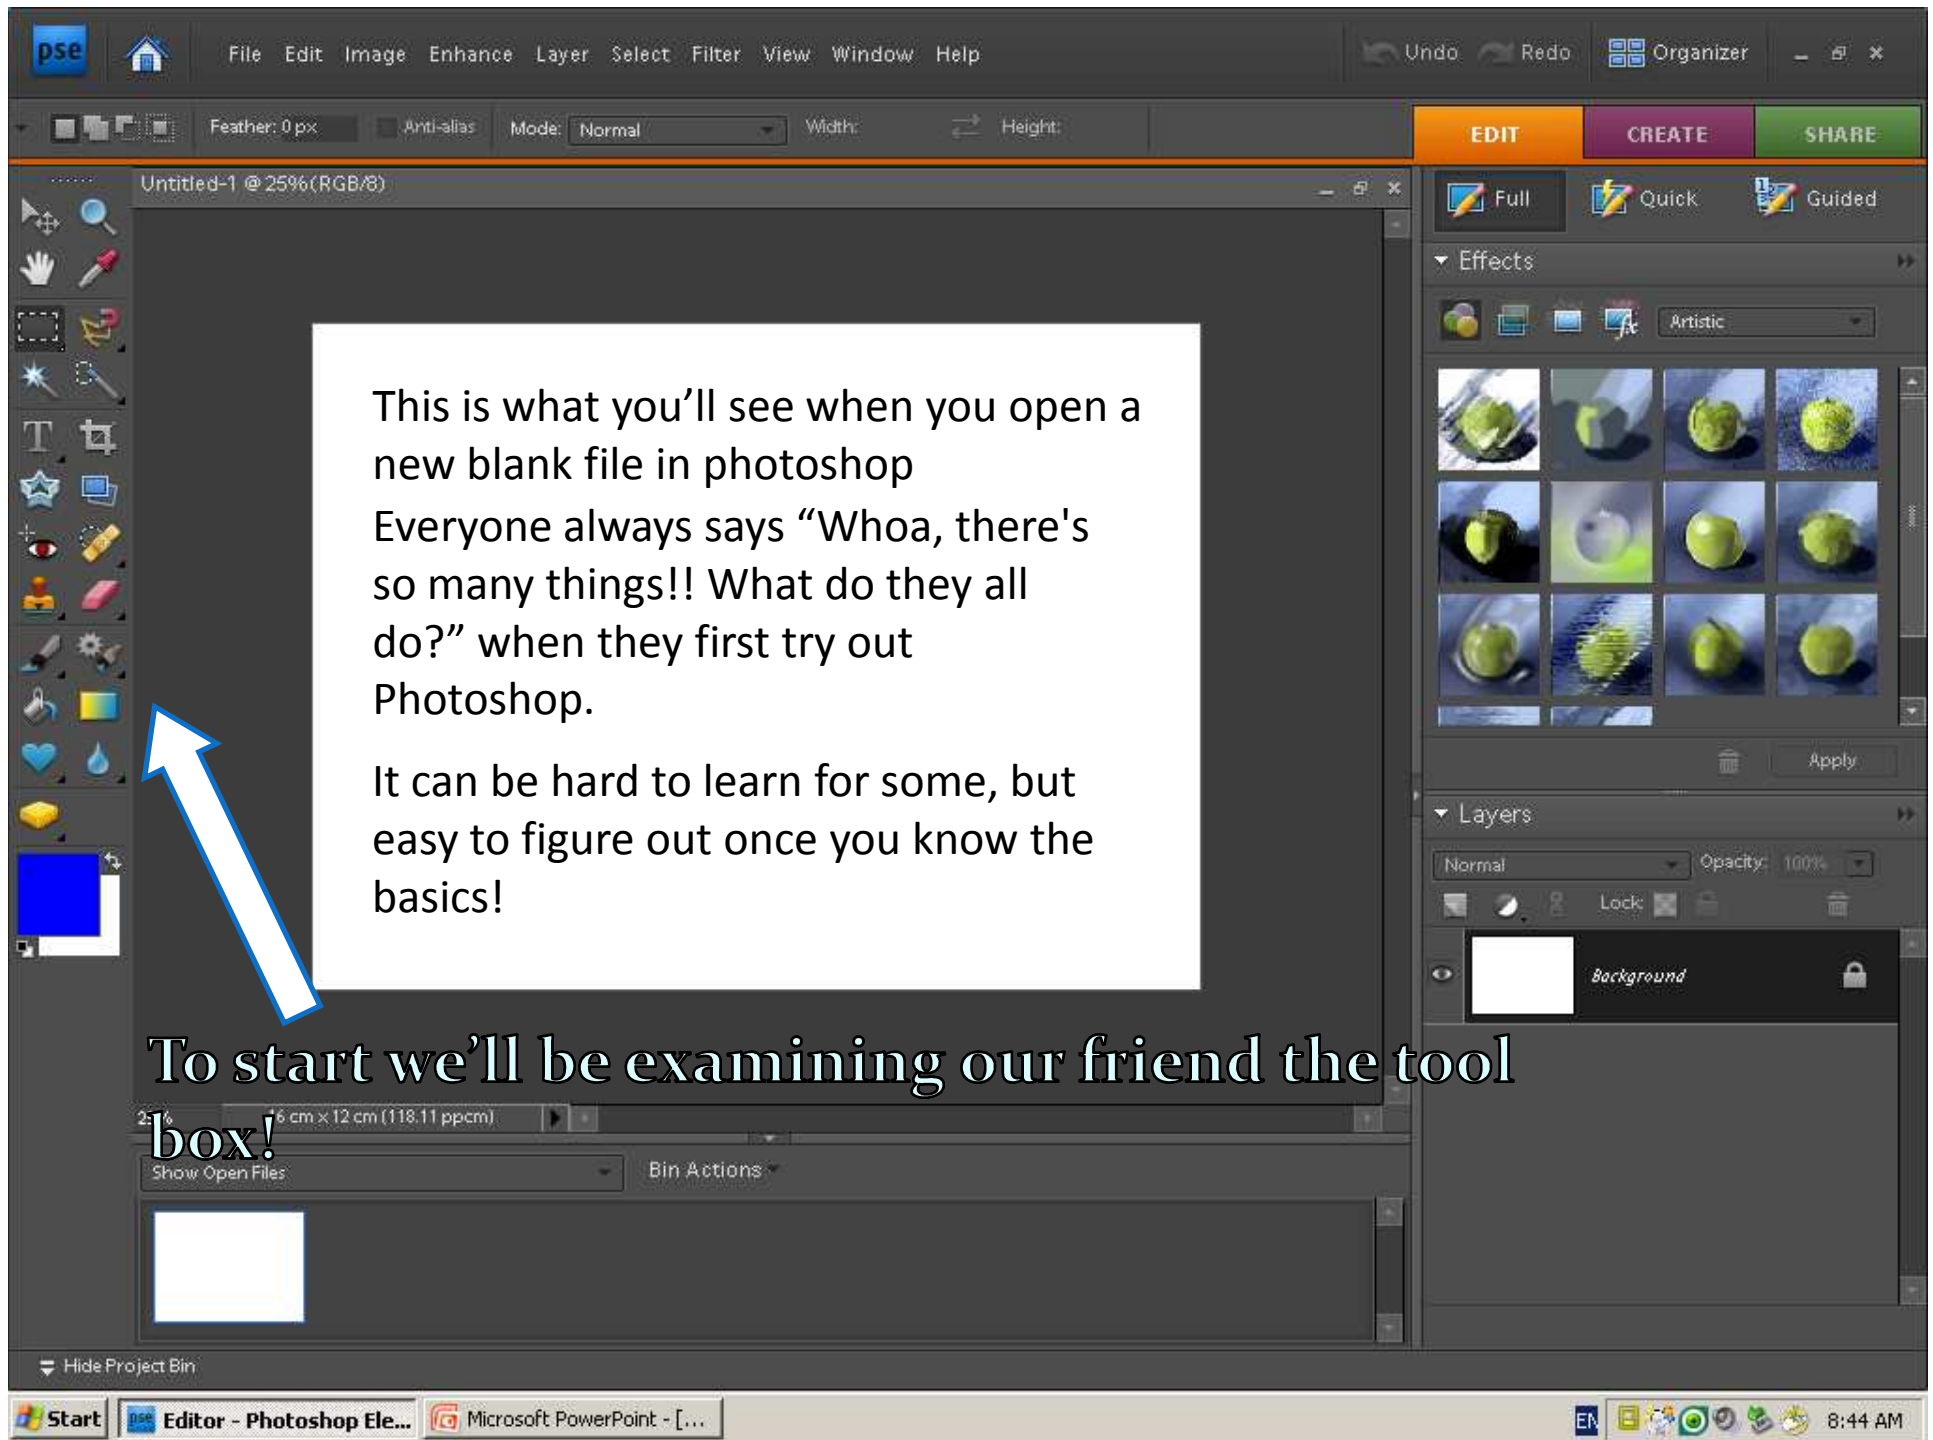 pse File Edit Image Enhance Layer Select Filter View Window Help Undo Redo Organizer
Feather: 0 px Anti-alias Mode: Normal Width: Height: EDIT CREATE SHARE
Untitled-1 @ 25%(RGB/8)
Full Quick Guided
Effects
Artistic
This is what you’ll see when you open a
new blank file in photoshop
Everyone always says “Whoa, there's
so many things!! What do they all
do?” when they first try out
Photoshop.
It can be hard to learn for some, but
easy to figure out once you know the
basics!
Apply
Layers
Normal Opacity: 100%
Lock:
Background
To start we’ll be examining our friend the tool
box!
cm x 12 cm (118.11 ppcm)
Show Open Files Bin Actions
Hide Project Bin
Start pse Editor - Photoshop Ele... Microsoft PowerPoint - [... EN 8:44 AM